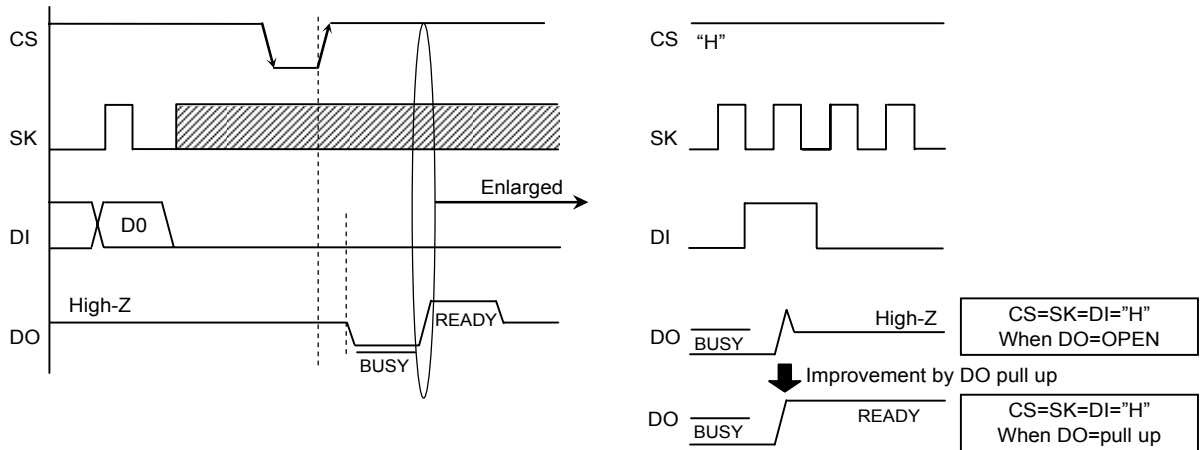 CS
SK
DI
D0
DO
High-Z
BUSY
READY
Enlarged
CS "H"
SK
DI
DO
BUSY
High-Z
CS=SK=DI="H"
When DO=OPEN
Improvement by DO pull up
DO
BUSY
READY
CS=SK=DI="H"
When DO=pull up